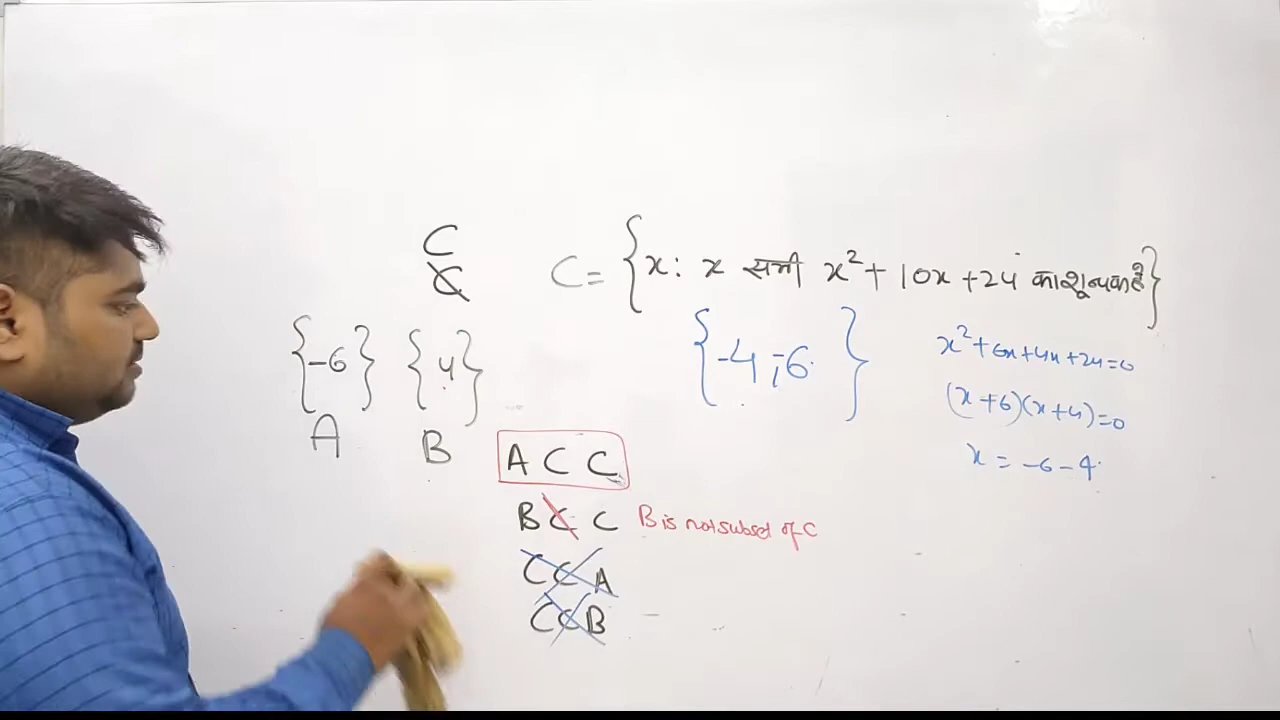 ⊂
⊄
C = {x : x सभी x² + 10x + 24 का शून्यक है}
{-6} {4}
A B
{-4, -6}
x² + 6x + 4x + 24 = 0
(x + 6)(x + 4) = 0
x = -6 -4
A ⊂ C
B ⊄ C B is not subset of C
C ⊂ A
C ⊂ B